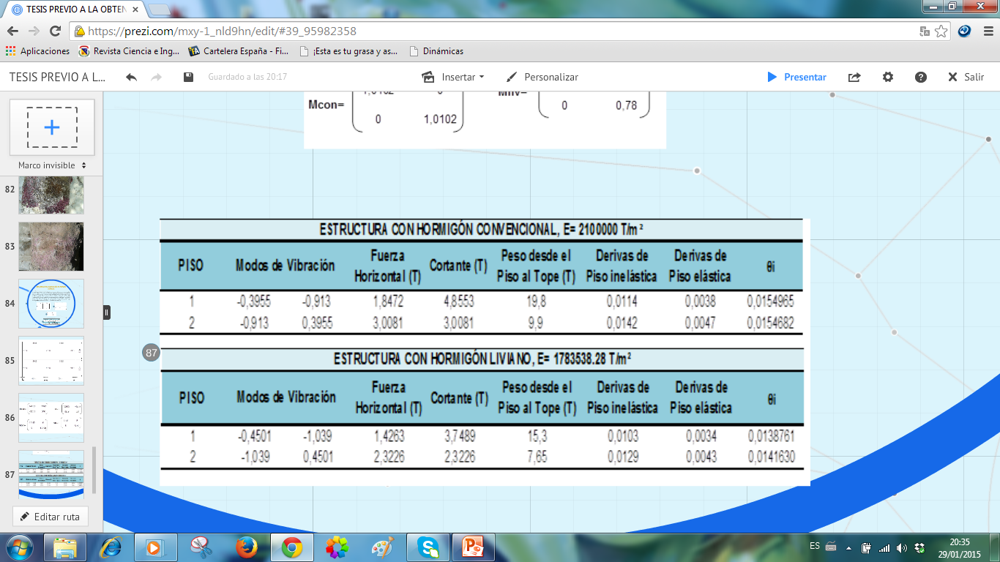 TESIS PREVIO A LA OBTEN
https://prezi.com/mxy-1_nld9hn/edit/#39_95982358
Aplicaciones Revista Ciencia e Ing... Cartelera España - Fi... ¡Esta es tu grasa y as... Dinámicas
TESIS PREVIO A L... Guardado a las 20:17 Insertar Personalizar Presentar Salir
Marco invisible
82
83
84
85
86
87
Editar ruta
Mcon=
0 1,0102
0 0,78
87
ESTRUCTURA CON HORMIGÓN CONVENCIONAL, E= 2100000 T/m²
PISO Modos de Vibración Fuerza Horizontal (T) Cortante (T) Peso desde el Piso al Tope (T) Derivas de Piso inelástica Derivas de Piso elástica θi
1 -0,3955 -0,913 1,8472 4,8553 19,8 0,0114 0,0038 0,0154965
2 -0,913 0,3955 3,0081 3,0081 9,9 0,0142 0,0047 0,0154682
ESTRUCTURA CON HORMIGÓN LIVIANO, E= 1783538.28 T/m²
PISO Modos de Vibración Fuerza Horizontal (T) Cortante (T) Peso desde el Piso al Tope (T) Derivas de Piso inelástica Derivas de Piso elástica θi
1 -0,4501 -1,039 1,4263 3,7489 15,3 0,0103 0,0034 0,0138761
2 -1,039 0,4501 2,3226 2,3226 7,65 0,0129 0,0043 0,0141630
ES
20:35
29/01/2015